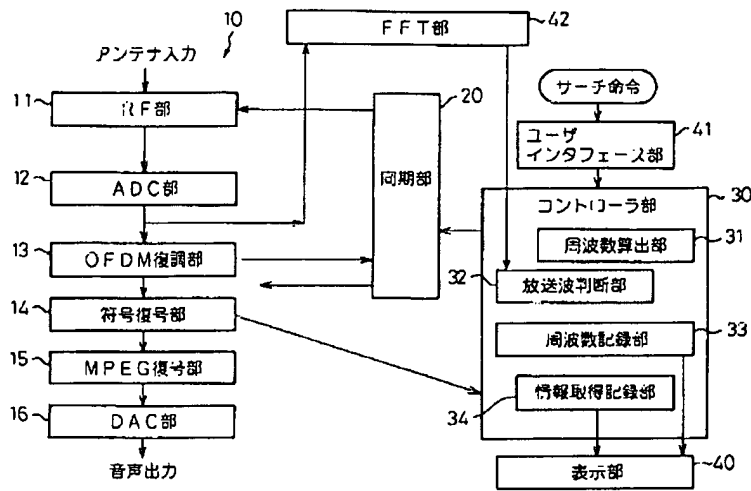 10
アンテナ入力
11
RF部
12
ADC部
13
OFDM復調部
14
符号復号部
15
MPEG復号部
16
DAC部
音声出力
FFT部
42
20
同期部
サーチ命令
ユーザ
インタフェース部
41
コントローラ部
30
周波数算出部
31
32
放送波判断部
周波数記録部
33
情報取得記録部
34
表示部
40